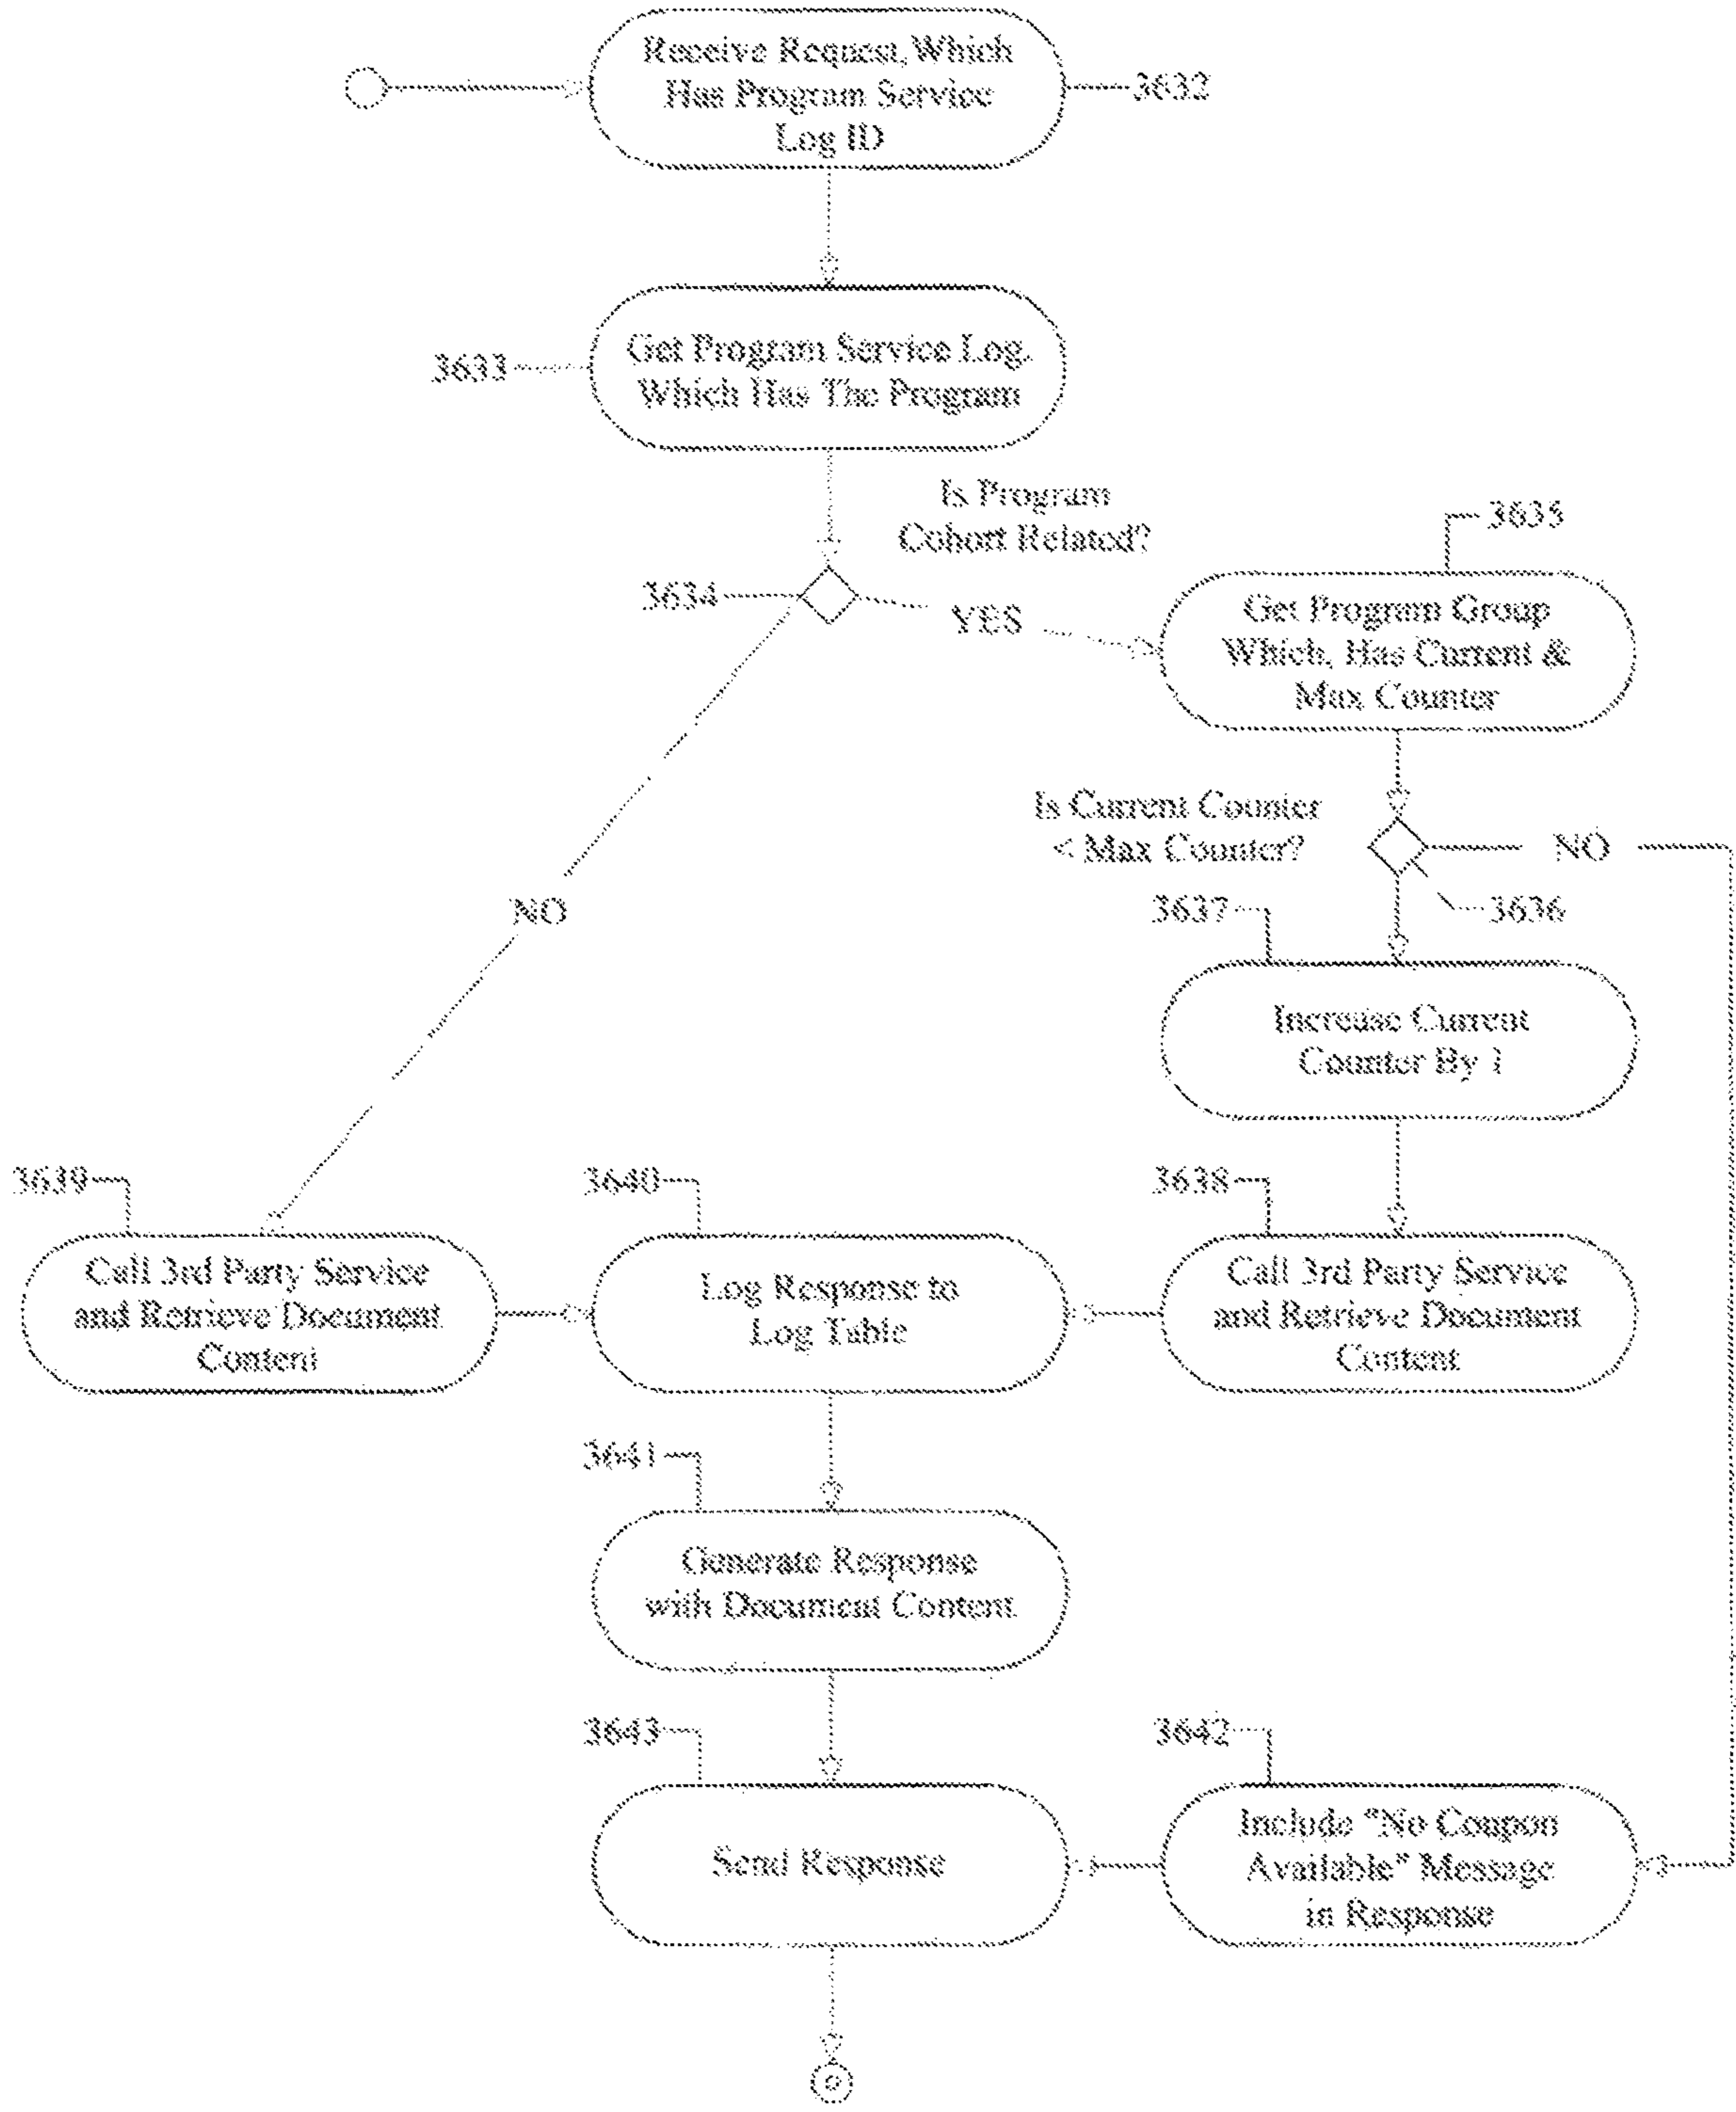 Receive Request, Which
Has Program Service
Log ID
3632
3633
Get Program Service Log,
Which Has The Program
Is Program
Cohort Related?
3634
YES
3635
Get Program Group
Which, Has Current &
Max Counter
Is Current Counter
< Max Counter?
NO
3636
NO
3637
Increase Current
Counter By 1
3639
Call 3rd Party Service
and Retrieve Document
Content
3640
Log Response to
Log Table
3638
Call 3rd Party Service
and Retrieve Document
Content
3641
Generate Response
with Document Content
3643
Send Response
3642
Include "No Coupon
Available" Message
in Response